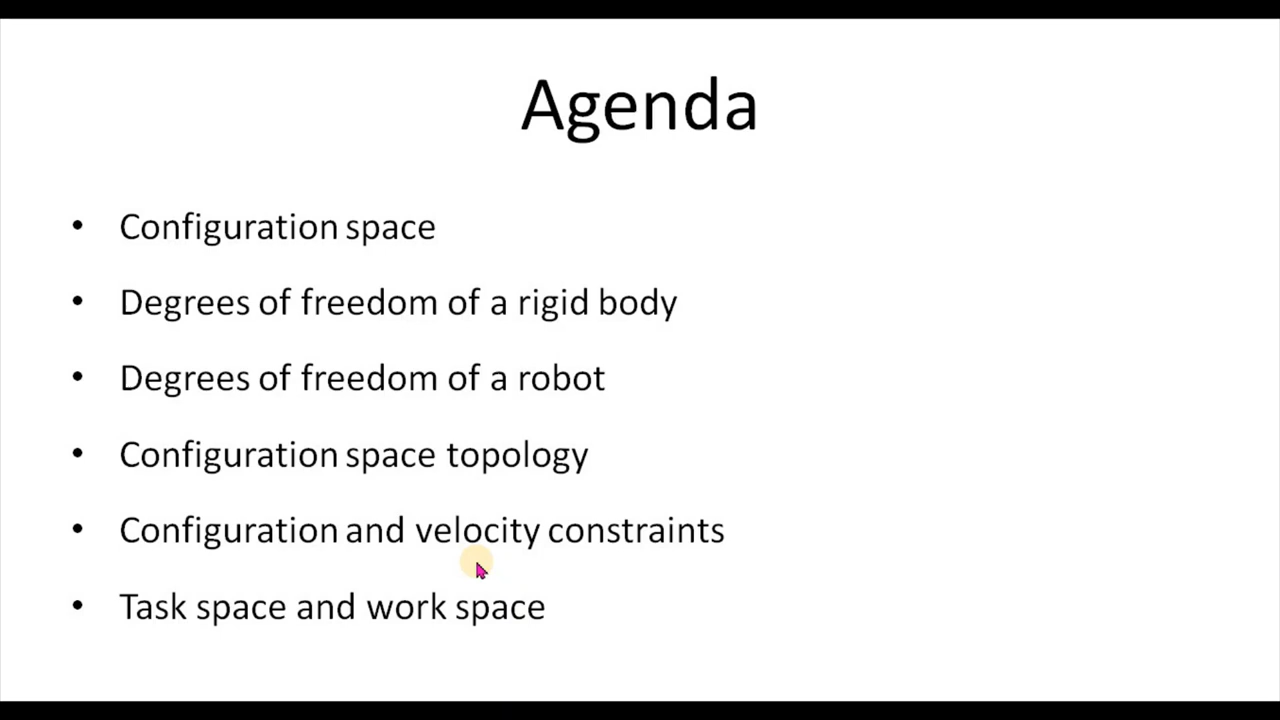 Agenda
• Configuration space
• Degrees of freedom of a rigid body
• Degrees of freedom of a robot
• Configuration space topology
• Configuration and velocity constraints
• Task space and work space